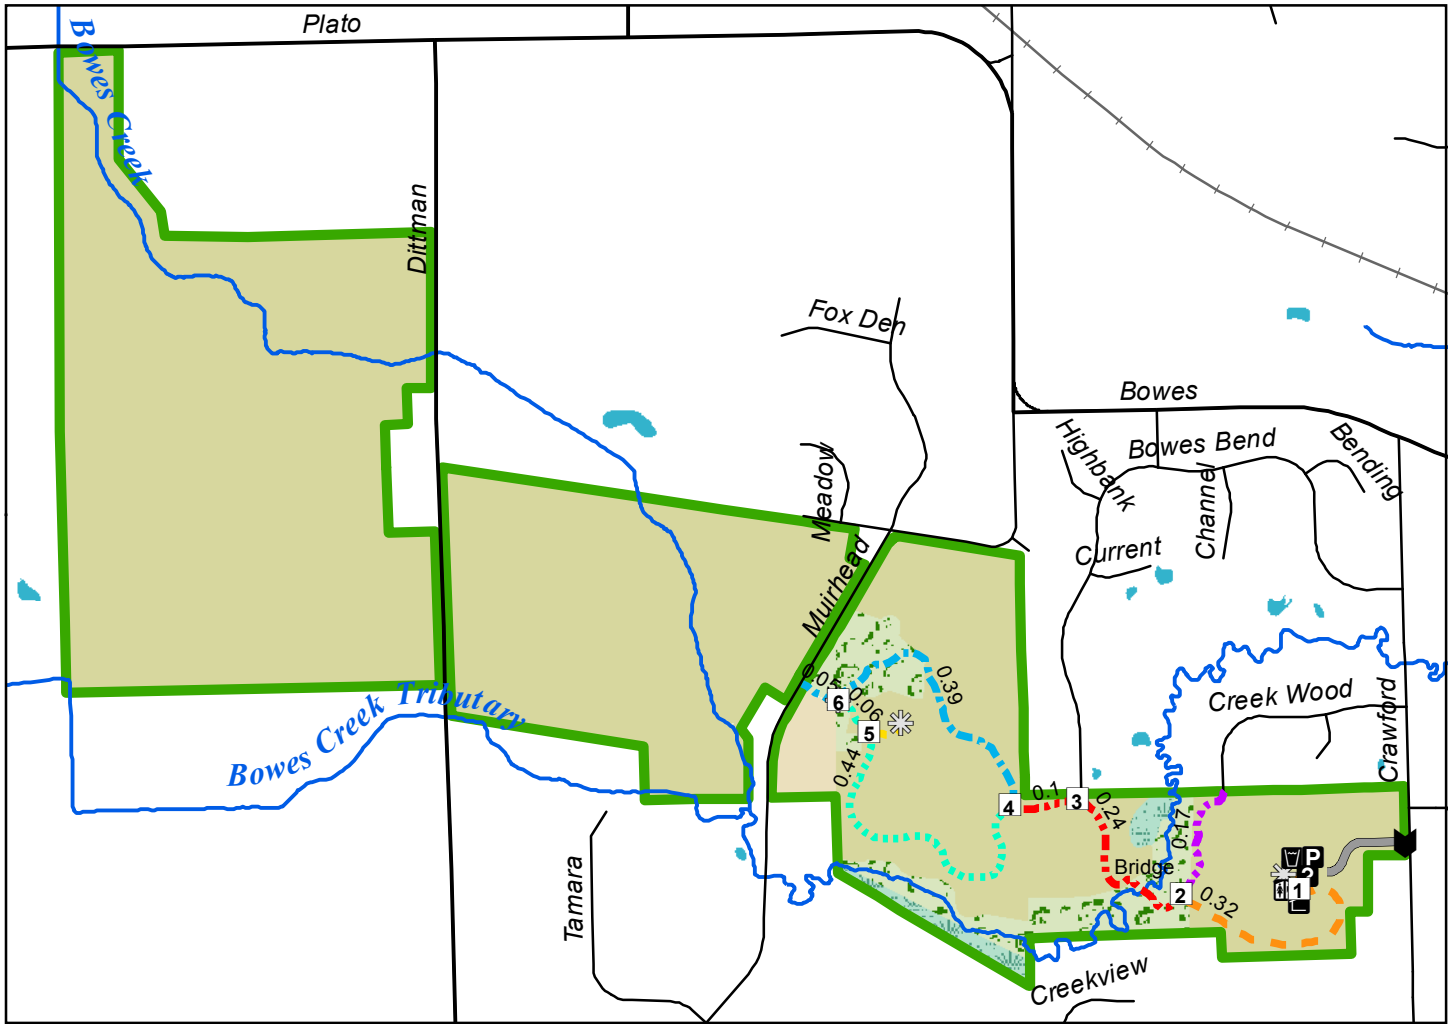 Plato
Bowes Creek
Dittman
Fox Den
Bowes
Highbank
Bowes Bend
Bending
Meadow
Channel
Current
Muirhead
Creek Wood
Crawford
Bowes Creek Tributary
0.05
6
0.06
0.39
5
0.44
4
0.1
3
0.24
0.17
Bridge
2
0.32
P
?
1
Tamara
Creekview